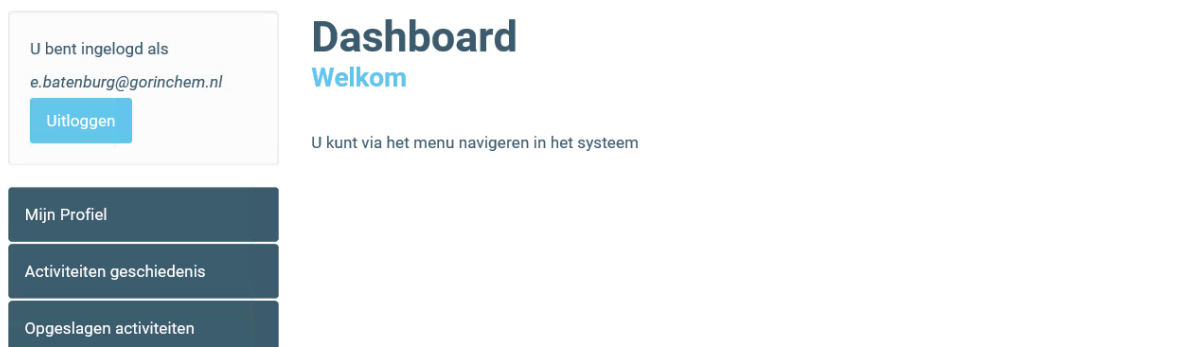 U bent ingelogd als
e.batenburg@gorinchem.nl
Uitloggen
Mijn Profiel
Activiteiten geschiedenis
Opgeslagen activiteiten
Dashboard
Welkom
U kunt via het menu navigeren in het systeem